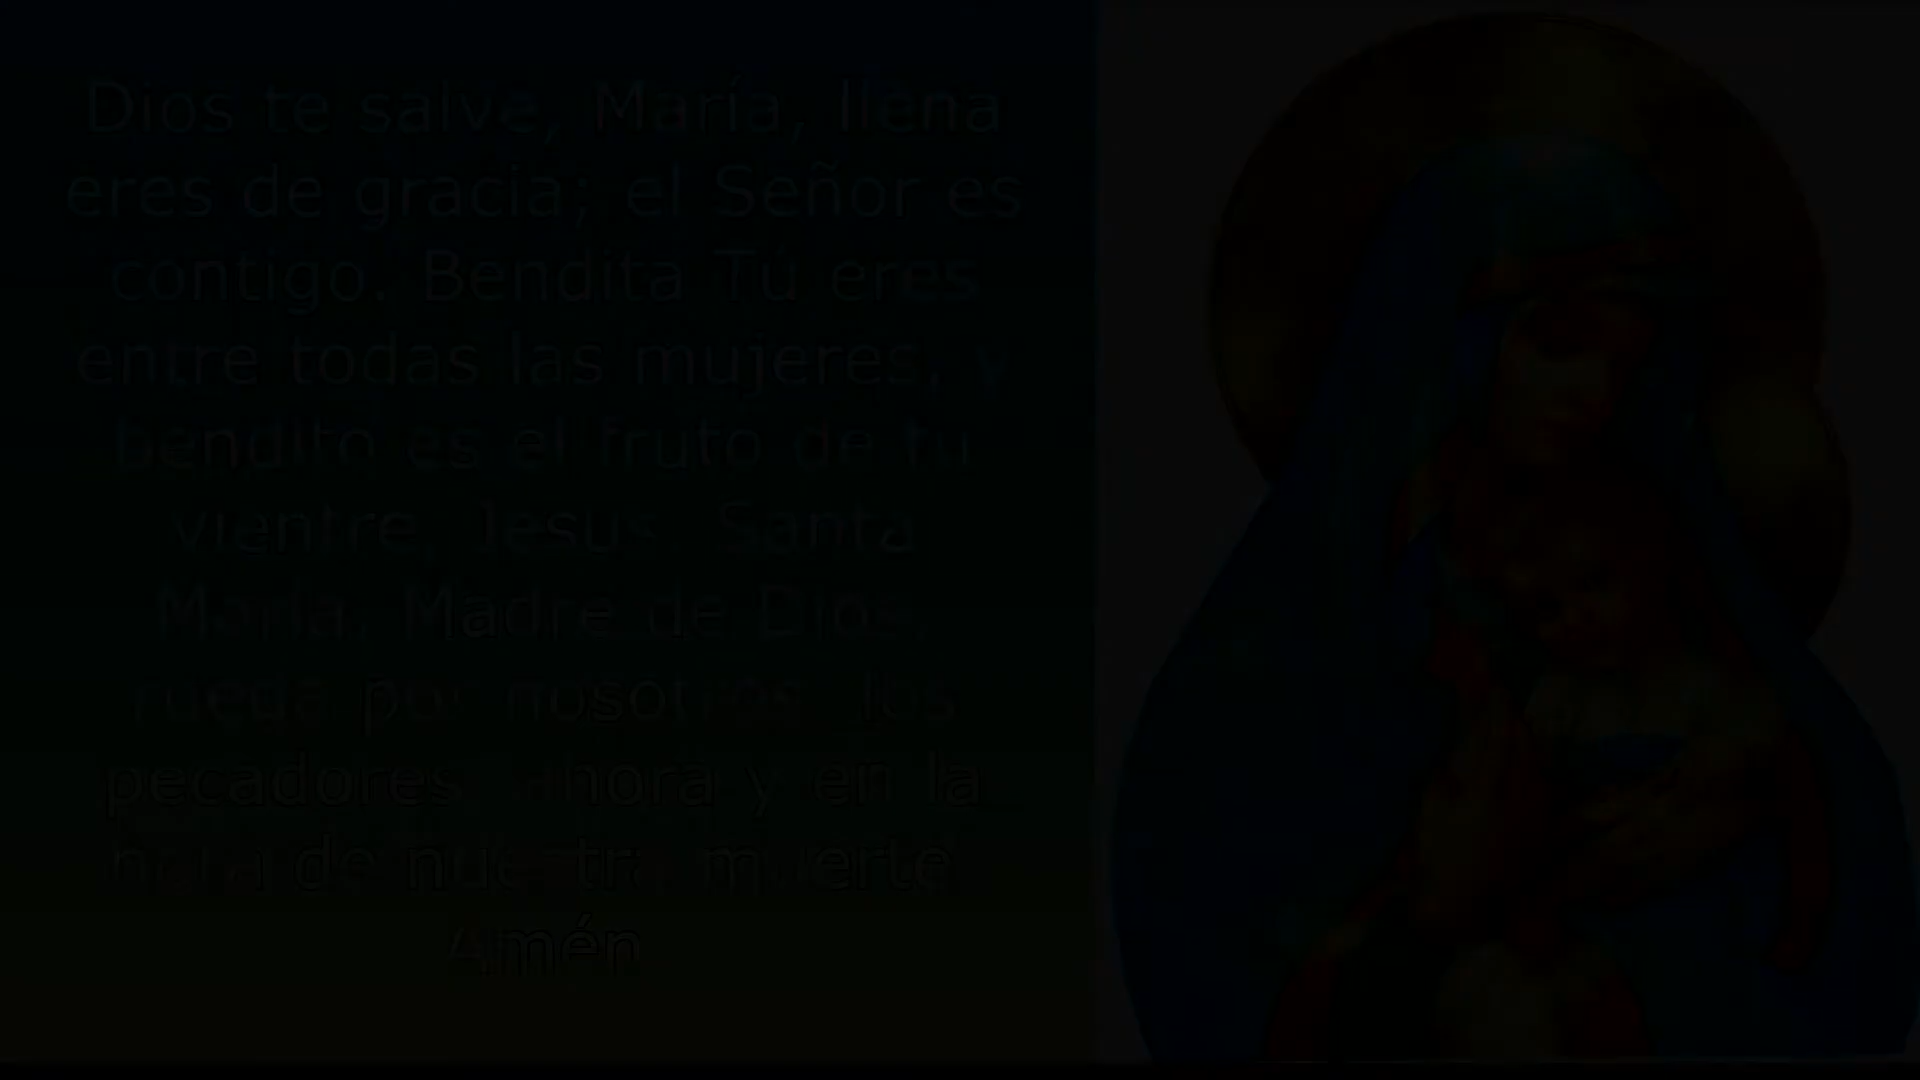 Dios te salve, María, llena
eres de gracia; el Señor es
contigo. Bendita Tú eres
entre todas las mujeres, y
bendito es el fruto de tu
vientre, Jesús. Santa
María, Madre de Dios,
ruega por nosotros, los
pecadores, ahora y en la
hora de nuestra muerte
Amén